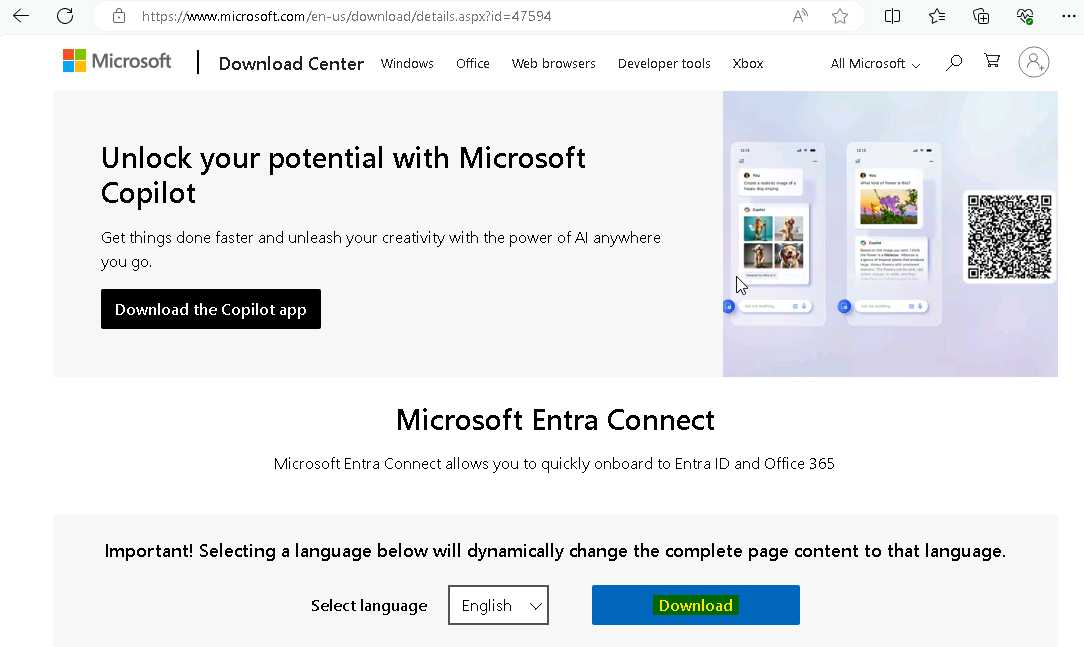 https://www.microsoft.com/en-us/download/details.aspx?id=47594
Microsoft
Download Center
Windows
Office
Web browsers
Developer tools
Xbox
All Microsoft
Unlock your potential with Microsoft
Copilot
Get things done faster and unleash your creativity with the power of AI anywhere
you go.
Download the Copilot app
You
Create a realistic image of a
happy dog singing
Copilot
Ask me anything...
You
What kind of flower is this?
Copilot
Ask me anything...
Microsoft Entra Connect
Microsoft Entra Connect allows you to quickly onboard to Entra ID and Office 365
Important! Selecting a language below will dynamically change the complete page content to that language.
Select language
English
Download